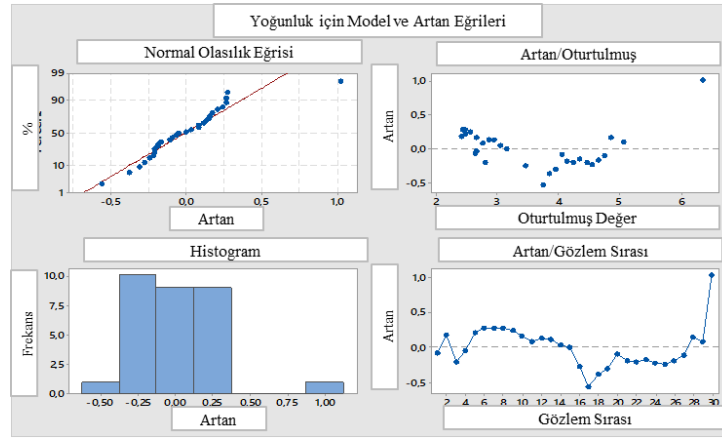 Yoğunluk için Model ve Artan Eğrileri
Normal Olasılık Eğrisi
99
90
50
10
1
%
-0,5
0,0
0,5
1,0
Artan
Artan/Oturtulmuş
1,0
0,5
0,0
-0,5
Artan
2
3
4
5
6
Oturtulmuş Değer
Histogram
10,0
7,5
5,0
2,5
0,0
Frekans
-0,50
-0,25
0,00
0,25
0,50
0,75
1,00
Artan
Artan/Gözlem Sırası
1,0
0,5
0,0
-0,5
Artan
2 4 6 8 10 12 14 16 18 20 22 24 26 28 30
Gözlem Sırası